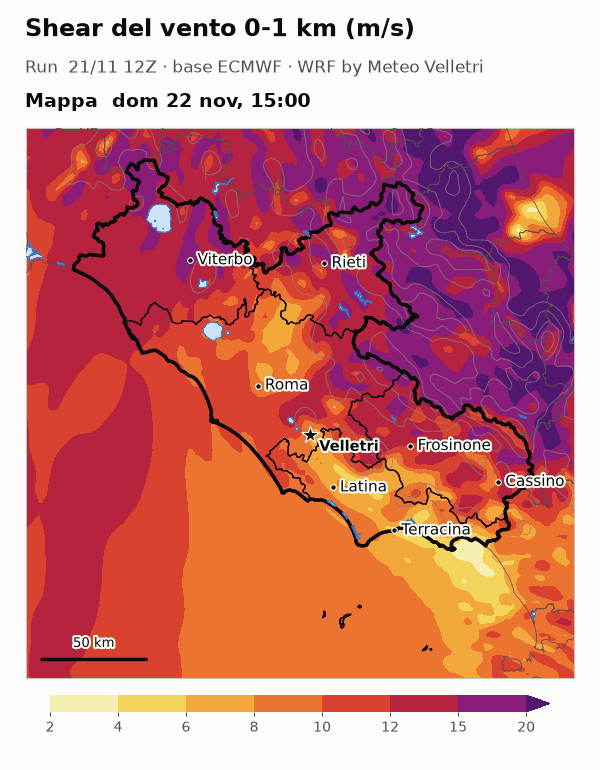 Shear del vento 0-1 km (m/s)
Run  21/11 12Z · base ECMWF · WRF by Meteo Velletri
Mappa  dom 22 nov, 15:00
Viterbo
Rieti
Roma
Velletri
Frosinone
Latina
Cassino
Terracina
50 km
2 4 6 8 10 12 15 20